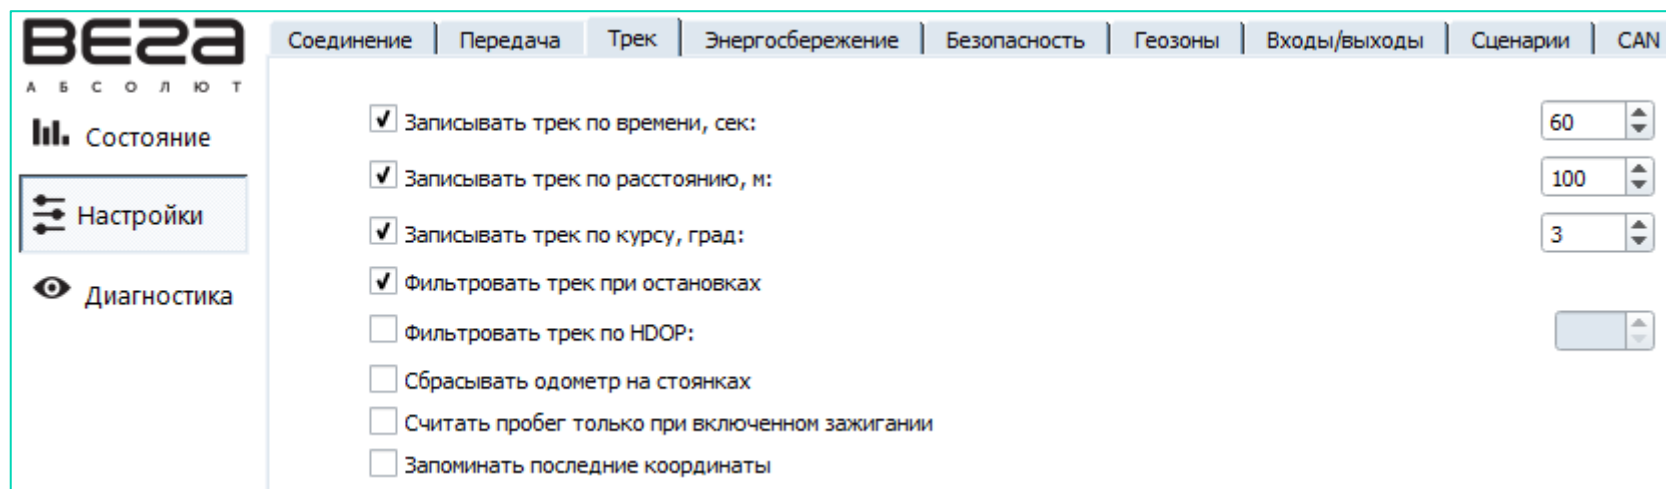 ВЕГА
АБСОЛЮТ
Состояние
Настройки
Диагностика
Соединение Передача Трек Энергосбережение Безопасность Геозоны Входы/выходы Сценарии CAN
Записывать трек по времени, сек: 60
Записывать трек по расстоянию, м: 100
Записывать трек по курсу, град: 3
Фильтровать трек при остановках
Фильтровать трек по HDOP:
Сбрасывать одометр на стоянках
Считать пробег только при включенном зажигании
Запоминать последние координаты